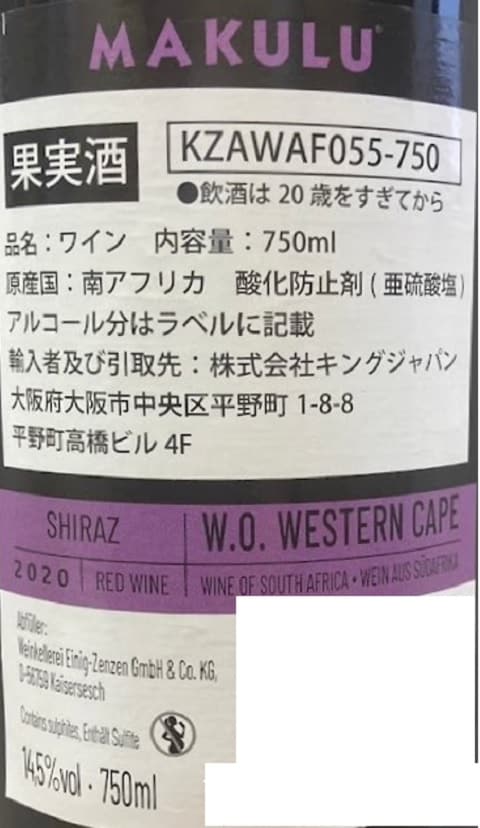 MAKULU
果実酒
KZAWAF055-750
●飲酒は20歳をすぎてから
品名：ワイン　内容量：750ml
原産国：南アフリカ　酸化防止剤(亜硫酸塩)
アルコール分はラベルに記載
輸入者及び引取先：株式会社キングジャパン
大阪府大阪市中央区平野町 1-8-8
平野町高橋ビル 4F
SHIRAZ
W.O. WESTERN CAPE
2020 | RED WINE
WINE OF SOUTH AFRICA • WEIN AUS SÜDAFRIKA
Abfüller:
Weinkellerei Einig-Zenzen GmbH & Co. KG,
D-56759 Kaisersesch
Contains sulphites, Enthält Sulfite
14,5%vol · 750ml